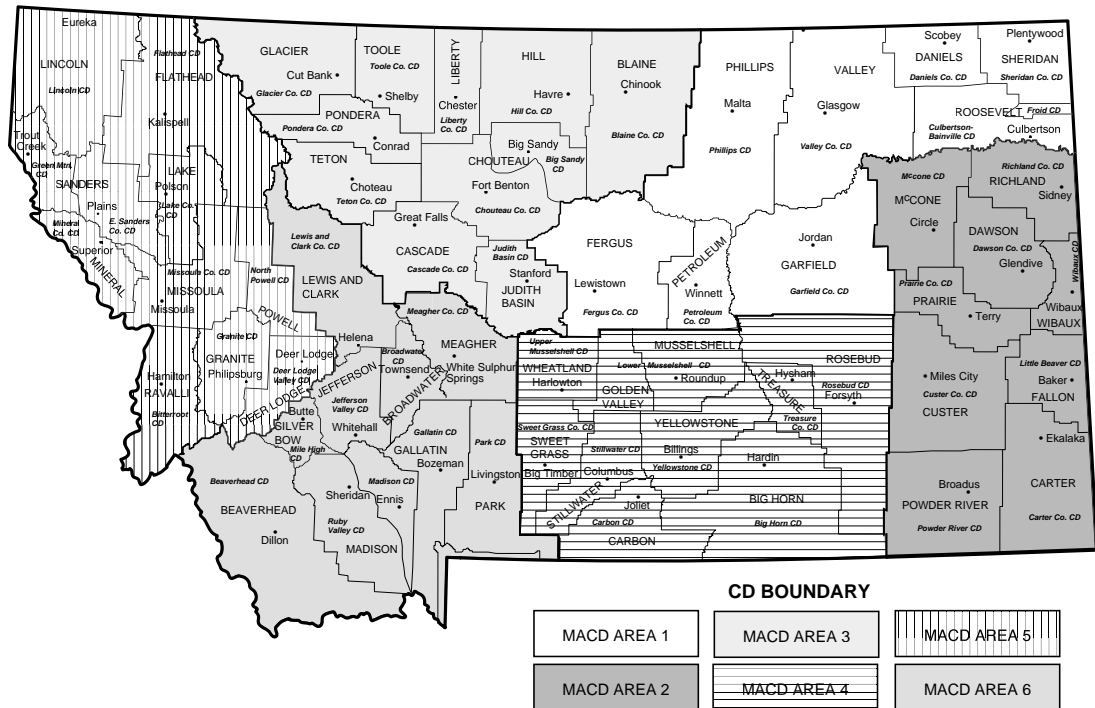 Eureka
LINCOLN
Lincoln CD
Flathead CD
FLATHEAD
Kalispell
Trout
Creek
Green Mtn.
CD
SANDERS
Plains
E. Sanders
Co. CD
LAKE
Polson
Lake Co.
CD
Mineral
Co. CD
Superior
MINERAL
Missoula Co. CD
MISSOULA
Missoula
North
Powell CD
POWELL
Granite CD
GRANITE
Philipsburg
Deer Lodge
Deer Lodge
Valley CD
DEER LODGE
Hamilton
RAVALLI
Bitterroot
CD
GLACIER
Cut Bank
Glacier Co. CD
TOOLE
Toole Co. CD
Shelby
LIBERTY
Chester
Liberty
Co. CD
HILL
Havre
Hill Co. CD
BLAINE
Chinook
Blaine Co. CD
PONDERA
Pondera Co. CD
Conrad
TETON
Choteau
Teton Co. CD
Big Sandy
CHOUTEAU
Big Sandy
CD
Fort Benton
Chouteau Co. CD
Great Falls
CASCADE
Cascade Co. CD
Judith
Basin CD
Stanford
JUDITH
BASIN
Lewis and
Clark Co. CD
LEWIS AND
CLARK
Helena
Meagher Co. CD
MEAGHER
White Sulphur
Springs
Broadwater
CD
Townsend
BROADWATER
JEFFERSON
Jefferson
Valley CD
Whitehall
Butte
SILVER
BOW
Mile High
CD
Gallatin CD
GALLATIN
Bozeman
Park CD
Livingston
PARK
Beaverhead CD
BEAVERHEAD
Dillon
Sheridan
Ruby
Valley CD
Madison CD
Ennis
MADISON
PHILLIPS
Malta
Phillips CD
VALLEY
Glasgow
Valley Co. CD
Scobey
DANIELS
Daniels Co. CD
Plentywood
SHERIDAN
Sheridan Co. CD
ROOSEVELT
Froid CD
Culbertson-
Bainville CD
Culbertson
FERGUS
Lewistown
Fergus Co. CD
PETROLEUM
Winnett
Petroleum
Co. CD
Jordan
GARFIELD
Garfield Co. CD
Mccone CD
McCONE
Circle
Richland Co. CD
RICHLAND
Sidney
DAWSON
Dawson Co. CD
Glendive
Wibaux CD
Wibaux
WIBAUX
Prairie Co. CD
PRAIRIE
Terry
Little Beaver CD
Baker
FALLON
Miles City
Custer Co. CD
CUSTER
Ekalaka
CARTER
Carter Co. CD
Broadus
POWDER RIVER
Powder River CD
Upper
Musselshell CD
WHEATLAND
Harlowton
MUSSELSHELL
Lower Musselshell CD
Roundup
GOLDEN
VALLEY
ROSEBUD
Hysham
Rosebud CD
Forsyth
TREASURE
Treasure
Co. CD
YELLOWSTONE
Billings
Yellowstone CD
Sweet Grass Co. CD
SWEET
GRASS
Big Timber
Stillwater CD
Columbus
STILLWATER
Joliet
Carbon CD
CARBON
Hardin
BIG HORN
Big Horn CD
CD BOUNDARY
MACD AREA 1
MACD AREA 3
MACD AREA 5
MACD AREA 2
MACD AREA 4
MACD AREA 6